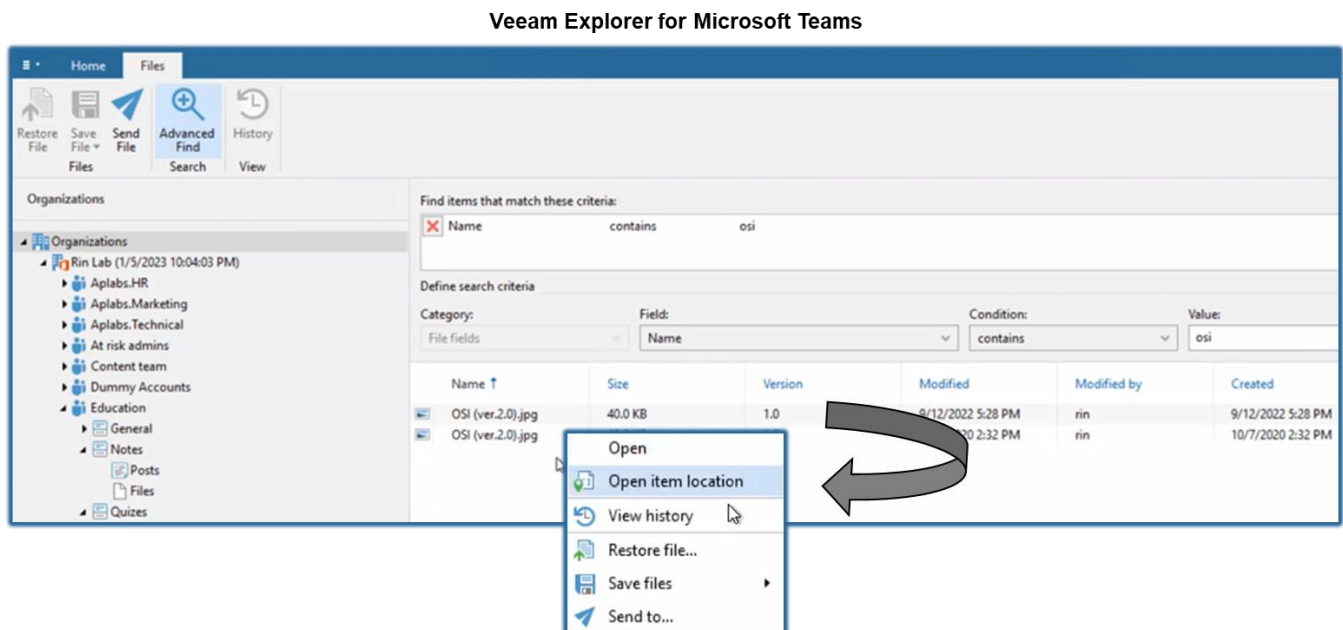 Veeam Explorer for Microsoft Teams
Home Files
Restore File
Save File
Send File
Advanced Find
History
Files Search View
Organizations
Organizations
Rin Lab (1/5/2023 10:04:03 PM)
Aplabs.HR
Aplabs.Marketing
Aplabs.Technical
At risk admins
Content team
Dummy Accounts
Education
General
Notes
Posts
Files
Quizes
Find items that match these criteria:
Name contains osi
Define search criteria
Category: Field: Condition: Value:
File fields Name contains osi
Name Size Version Modified Modified by Created
OSI (ver.2.0).jpg 40.0 KB 1.0 9/12/2022 5:28 PM rin 9/12/2022 5:28 PM
OSI (ver.2.0).jpg 2:32 PM rin 10/7/2020 2:32 PM
Open
Open item location
View history
Restore file...
Save files
Send to...